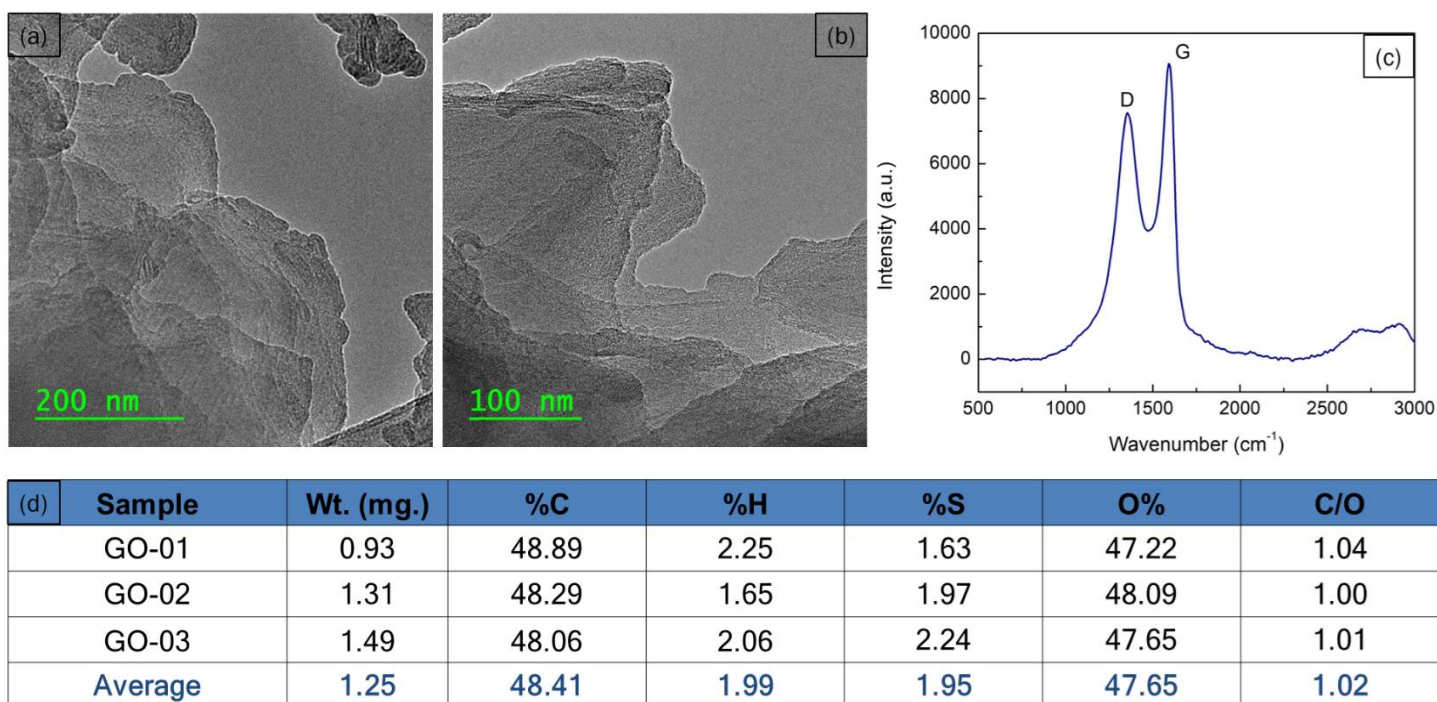 (a)
200 nm
(b)
100 nm
(c)
D
G
Intensity (a.u.)
10000
8000
6000
4000
2000
0
500 1000 1500 2000 2500 3000
Wavenumber (cm⁻¹)
(d) Sample Wt. (mg.) %C %H %S O% C/O
GO-01 0.93 48.89 2.25 1.63 47.22 1.04
GO-02 1.31 48.29 1.65 1.97 48.09 1.00
GO-03 1.49 48.06 2.06 2.24 47.65 1.01
Average 1.25 48.41 1.99 1.95 47.65 1.02